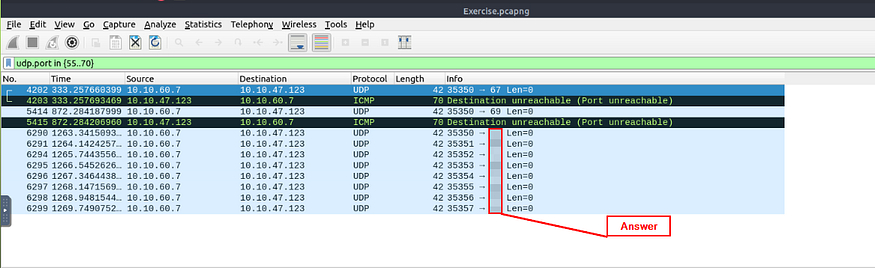 Exercise.pcapng
File Edit View Go Capture Analyze Statistics Telephony Wireless Tools Help
udp.port in {55..70}
No. Time Source Destination Protocol Length Info
4202 333.257660399 10.10.60.7 10.10.47.123 UDP 42 35350 → 67 Len=0
4203 333.257693469 10.10.47.123 10.10.60.7 ICMP 70 Destination unreachable (Port unreachable)
5414 872.284187999 10.10.60.7 10.10.47.123 UDP 42 35350 → 69 Len=0
5415 872.284206960 10.10.47.123 10.10.60.7 ICMP 70 Destination unreachable (Port unreachable)
6290 1263.3415093… 10.10.60.7 10.10.47.123 UDP 42 35350 → Len=0
6291 1264.1424257… 10.10.60.7 10.10.47.123 UDP 42 35351 → Len=0
6294 1265.7443556… 10.10.60.7 10.10.47.123 UDP 42 35352 → Len=0
6295 1266.5452626… 10.10.60.7 10.10.47.123 UDP 42 35353 → Len=0
6296 1267.3464438… 10.10.60.7 10.10.47.123 UDP 42 35354 → Len=0
6297 1268.1471569… 10.10.60.7 10.10.47.123 UDP 42 35355 → Len=0
6298 1268.9481544… 10.10.60.7 10.10.47.123 UDP 42 35356 → Len=0
6299 1269.7490752… 10.10.60.7 10.10.47.123 UDP 42 35357 → Len=0
Answer